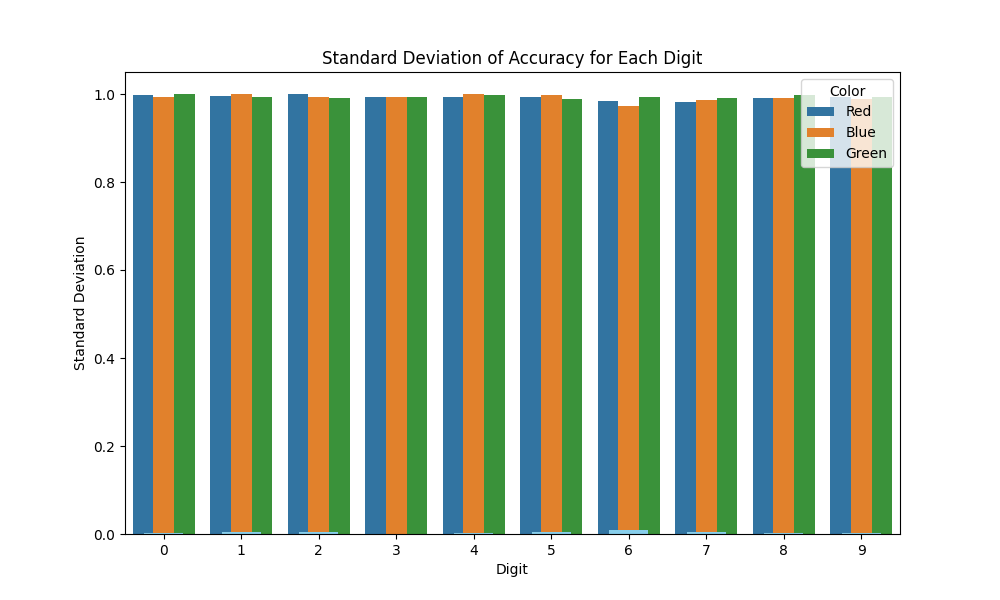 Standard Deviation of Accuracy for Each Digit
Color
Red
Blue
Green
1.0
0.8
0.6
0.4
0.2
0.0
Standard Deviation
0 1 2 3 4 5 6 7 8 9
Digit